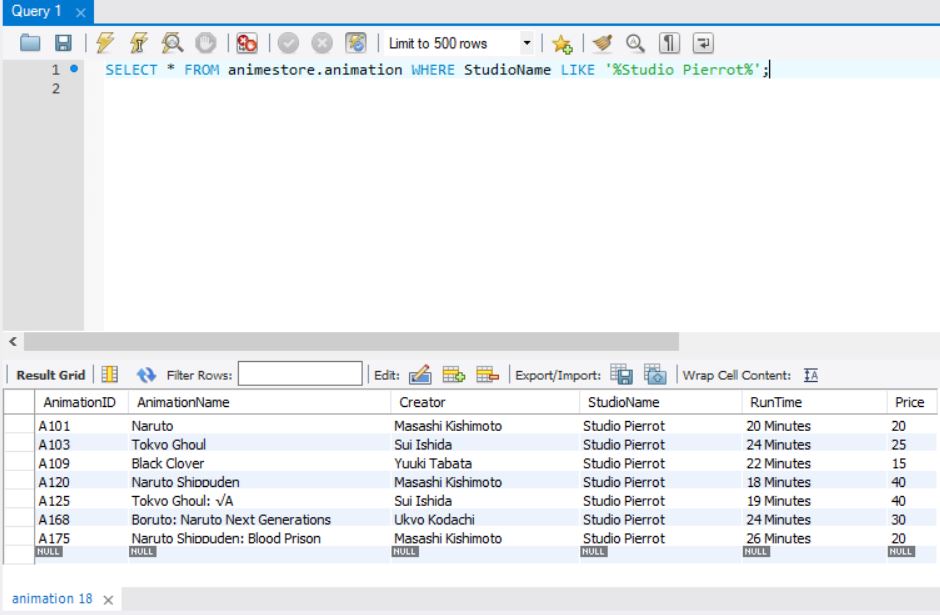 Query 1
Limit to 500 rows
1 SELECT * FROM animestore.animation WHERE StudioName LIKE '%Studio Pierrot%';
2
Result Grid Filter Rows: Edit: Export/Import: Wrap Cell Content:
AnimationID AnimationName Creator StudioName RunTime Price
A101 Naruto Masashi Kishimoto Studio Pierrot 20 Minutes 20
A103 Tokyo Ghoul Sui Ishida Studio Pierrot 24 Minutes 25
A109 Black Clover Yuuki Tabata Studio Pierrot 22 Minutes 15
A120 Naruto Shippuden Masashi Kishimoto Studio Pierrot 18 Minutes 40
A125 Tokyo Ghoul: √A Sui Ishida Studio Pierrot 19 Minutes 40
A168 Boruto: Naruto Next Generations Ukyo Kodachi Studio Pierrot 24 Minutes 30
A175 Naruto Shippuden: Blood Prison Masashi Kishimoto Studio Pierrot 26 Minutes 20
NULL NULL NULL NULL NULL NULL
animation 18